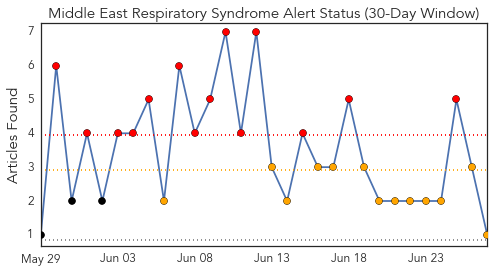 Middle East Respiratory Syndrome Alert Status (30-Day Window)
Articles Found
7
6
5
4
3
2
1
May 29 Jun 03 Jun 08 Jun 13 Jun 18 Jun 23